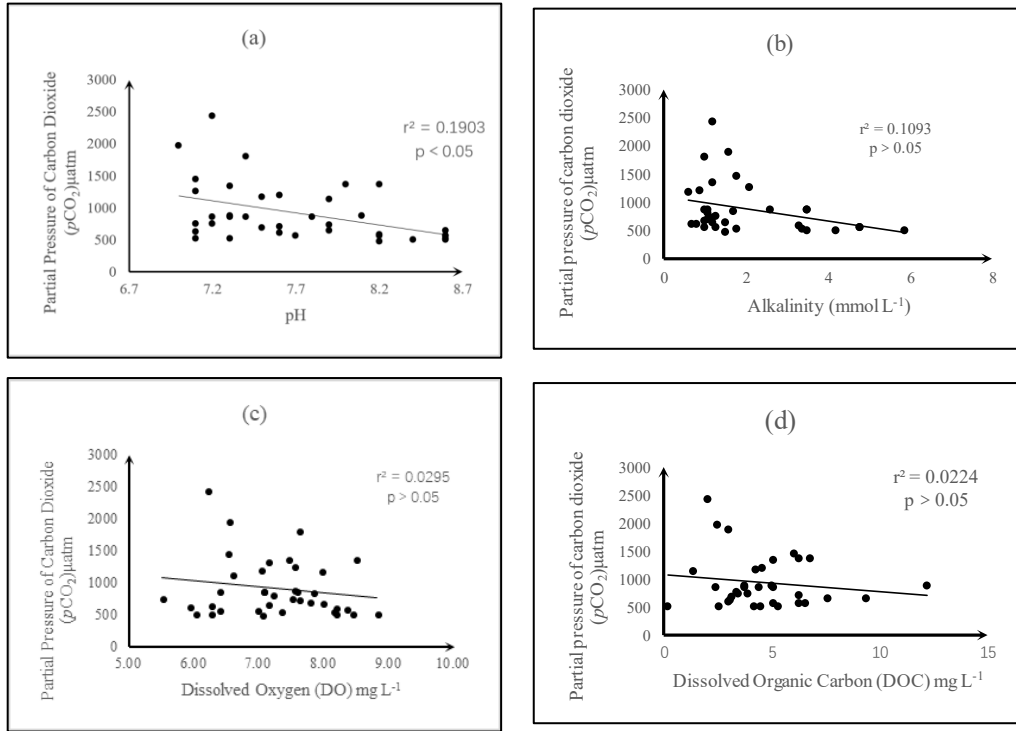 (a)
Partial Pressure of Carbon Dioxide
(pCO₂)μatm
3000
2500
2000
1500
1000
500
0
r² = 0.1903
p < 0.05
6.7 7.2 7.7 8.2 8.7
pH
(b)
Partial pressure of carbon dioxide
(pCO₂)μatm
3000
2500
2000
1500
1000
500
0
r² = 0.1093
p > 0.05
0 2 4 6 8
Alkalinity (mmol L⁻¹)
(c)
Partial Pressure of Carbon Dioxide
(pCO₂)μatm
3000
2500
2000
1500
1000
500
0
r² = 0.0295
p > 0.05
5.00 6.00 7.00 8.00 9.00 10.00
Dissolved Oxygen (DO) mg L⁻¹
(d)
Partial pressure of carbon dioxide
(pCO₂)μatm
3000
2500
2000
1500
1000
500
0
r² = 0.0224
p > 0.05
0 5 10 15
Dissolved Organic Carbon (DOC) mg L⁻¹